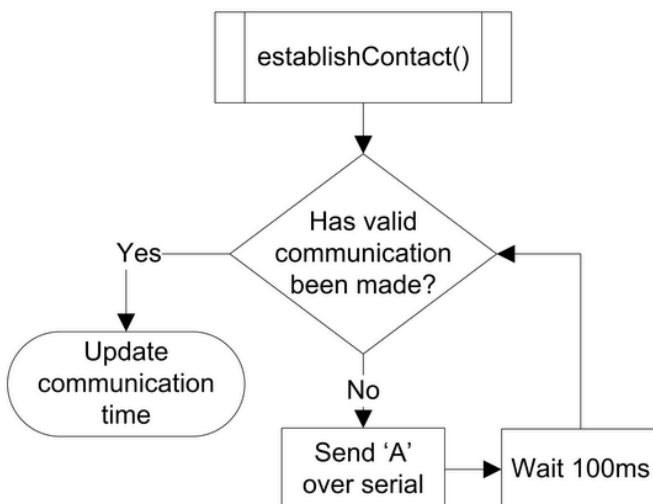 establishContact()
Has valid
communication
been made?
Yes
Update
communication
time
No
Send ‘A’
over serial
Wait 100ms